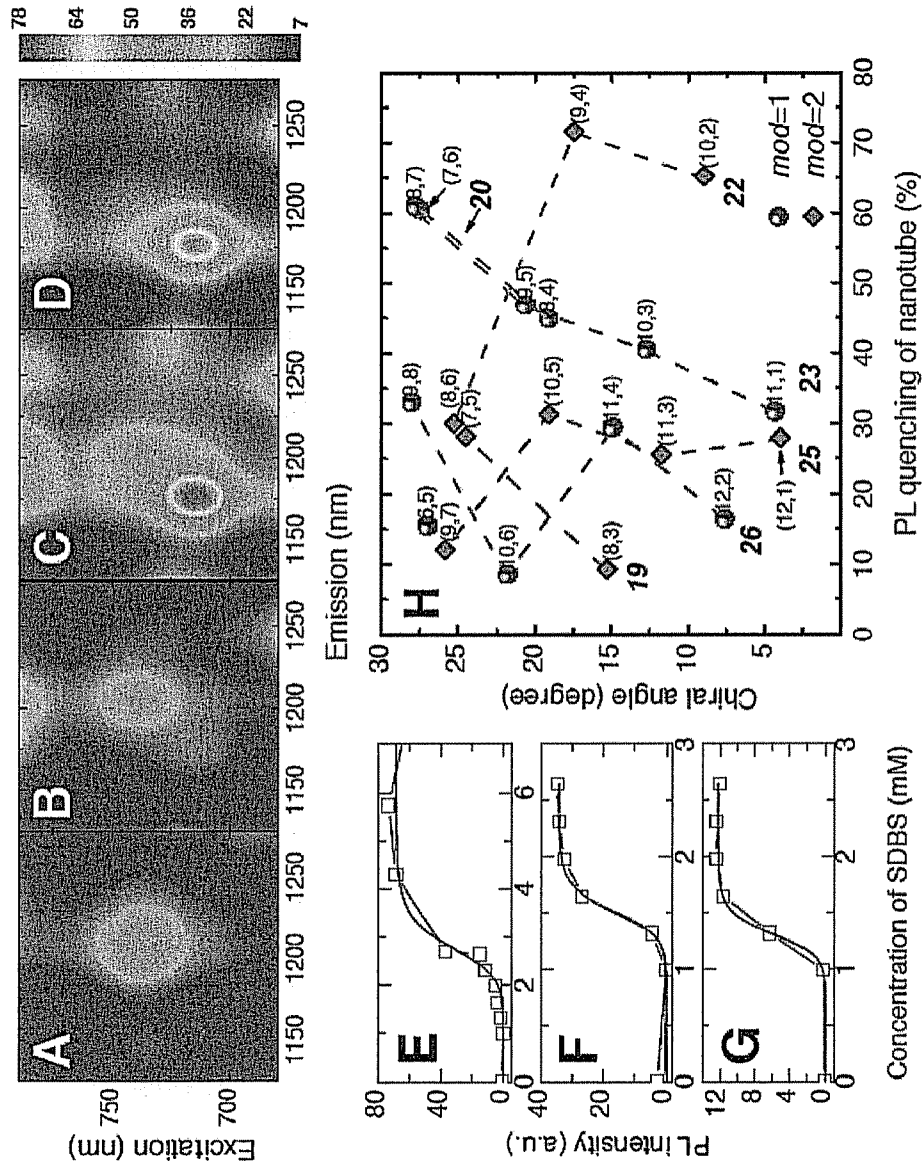 A
B
C
D
78
64
50
36
22
7
750
700
Excitation (nm)
1150 1200 1250
1150 1200 1250
1150 1200 1250
1150 1200 1250
Emission (nm)
E
80
40
0
0 2 4 6
F
40
20
0
0 1 2 3
G
12
8
4
0
0 1 2 3
PL intensity (a.u.)
Concentration of SDBS (mM)
H
30
25
20
15
10
5
Chiral angle (degree)
0 10 20 30 40 50 60 70 80
PL quenching of nanotube (%)
(9,8)
(8,7)
(7,6)
20
(6,5)
(9,7)
(8,6)
(7,5)
(10,6)
(10,5)
(9,5)
(8,4)
(9,4)
(8,3)
19
(11,4)
(11,3)
(10,3)
(10,2)
22
(12,2)
26
(12,1)
25
(11,1)
23
mod=1
mod=2